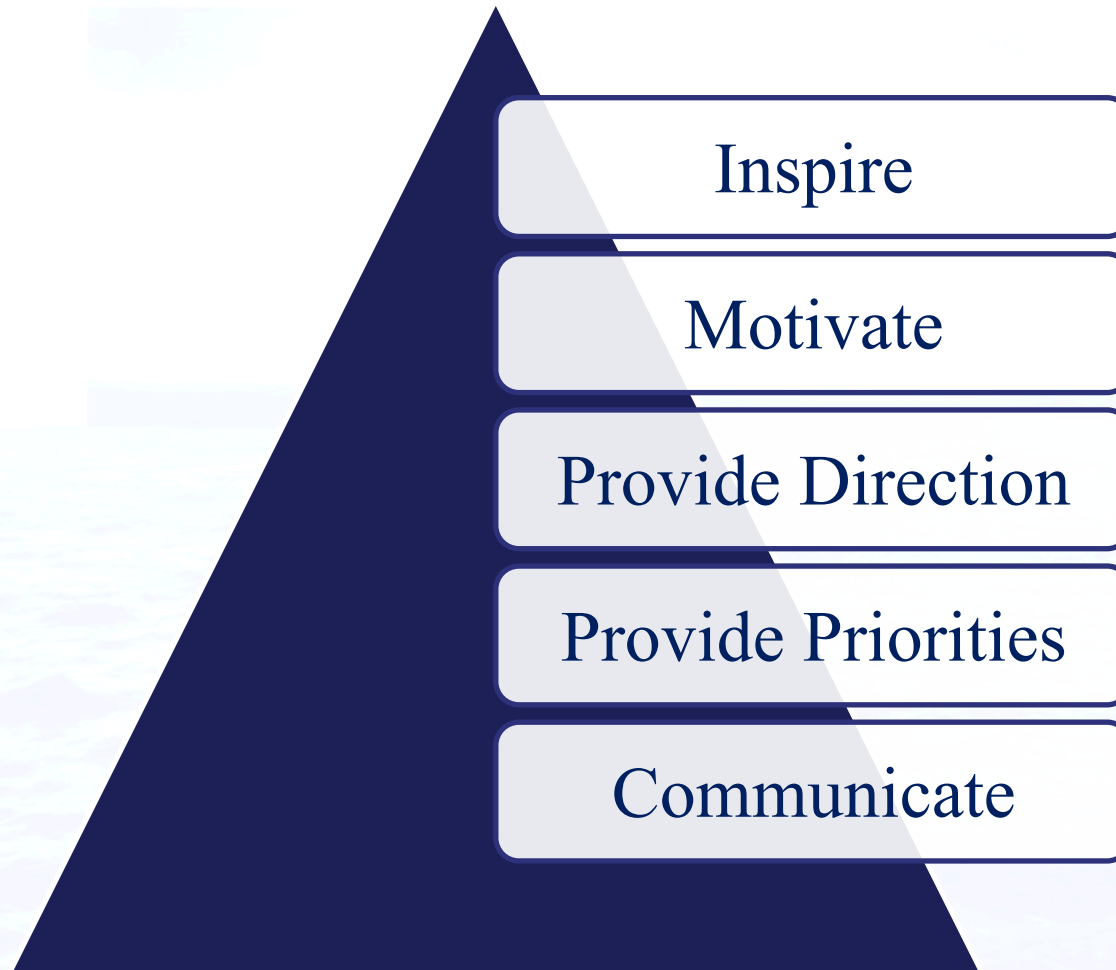 Inspire
Motivate
Provide Direction
Provide Priorities
Communicate